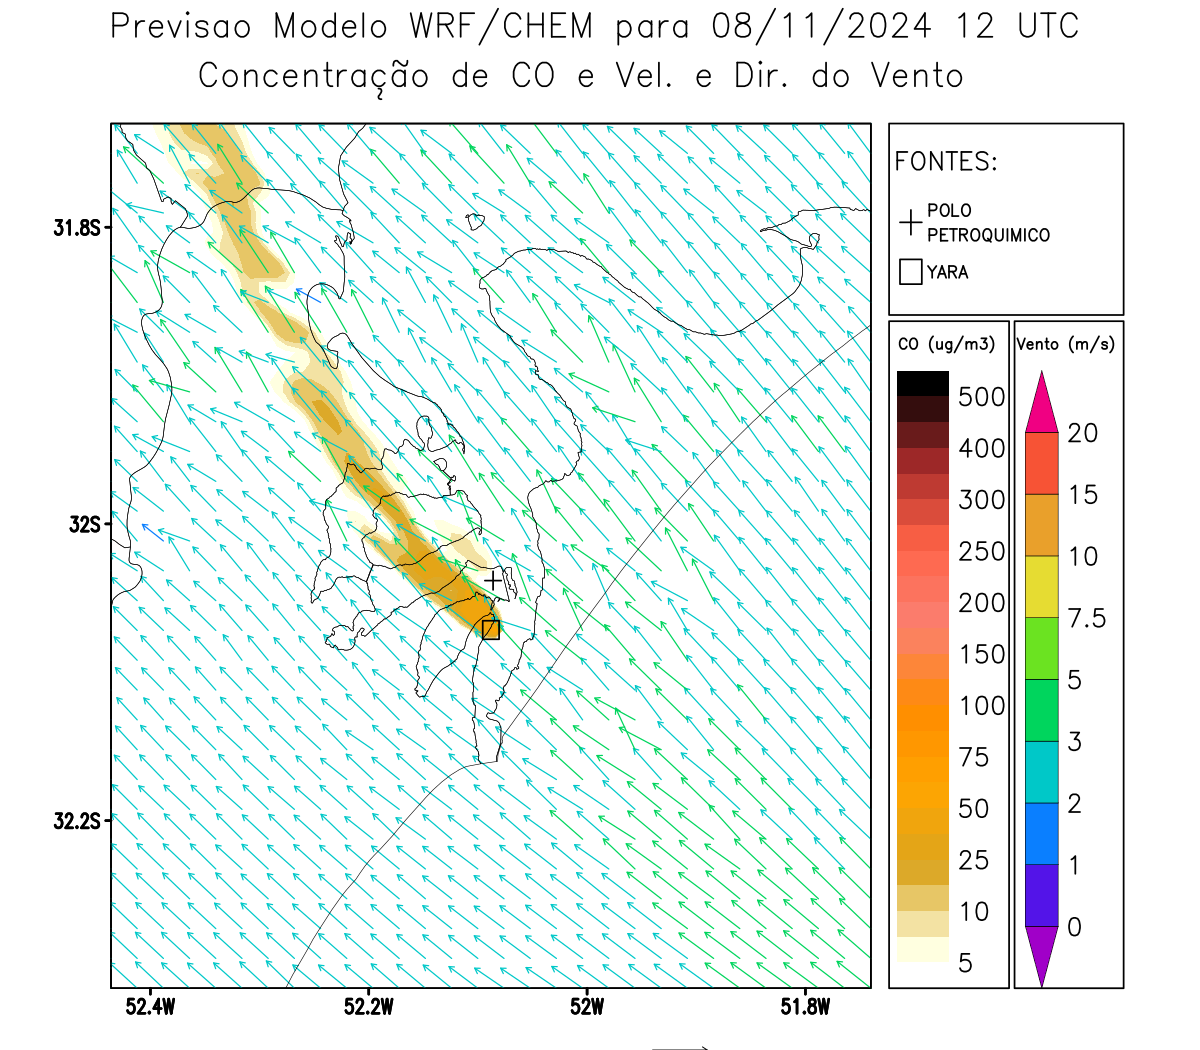 Previsao Modelo WRF/CHEM para 08/11/2024 12 UTC
Concentração de CO e Vel. e Dir. do Vento
FONTES:
POLO
PETROQUIMICO
YARA
31.8S
32S
32.2S
52.4W
52.2W
52W
51.8W
CO (ug/m3)
500
400
300
250
200
150
100
75
50
25
10
5
Vento (m/s)
20
15
10
7.5
5
3
2
1
0